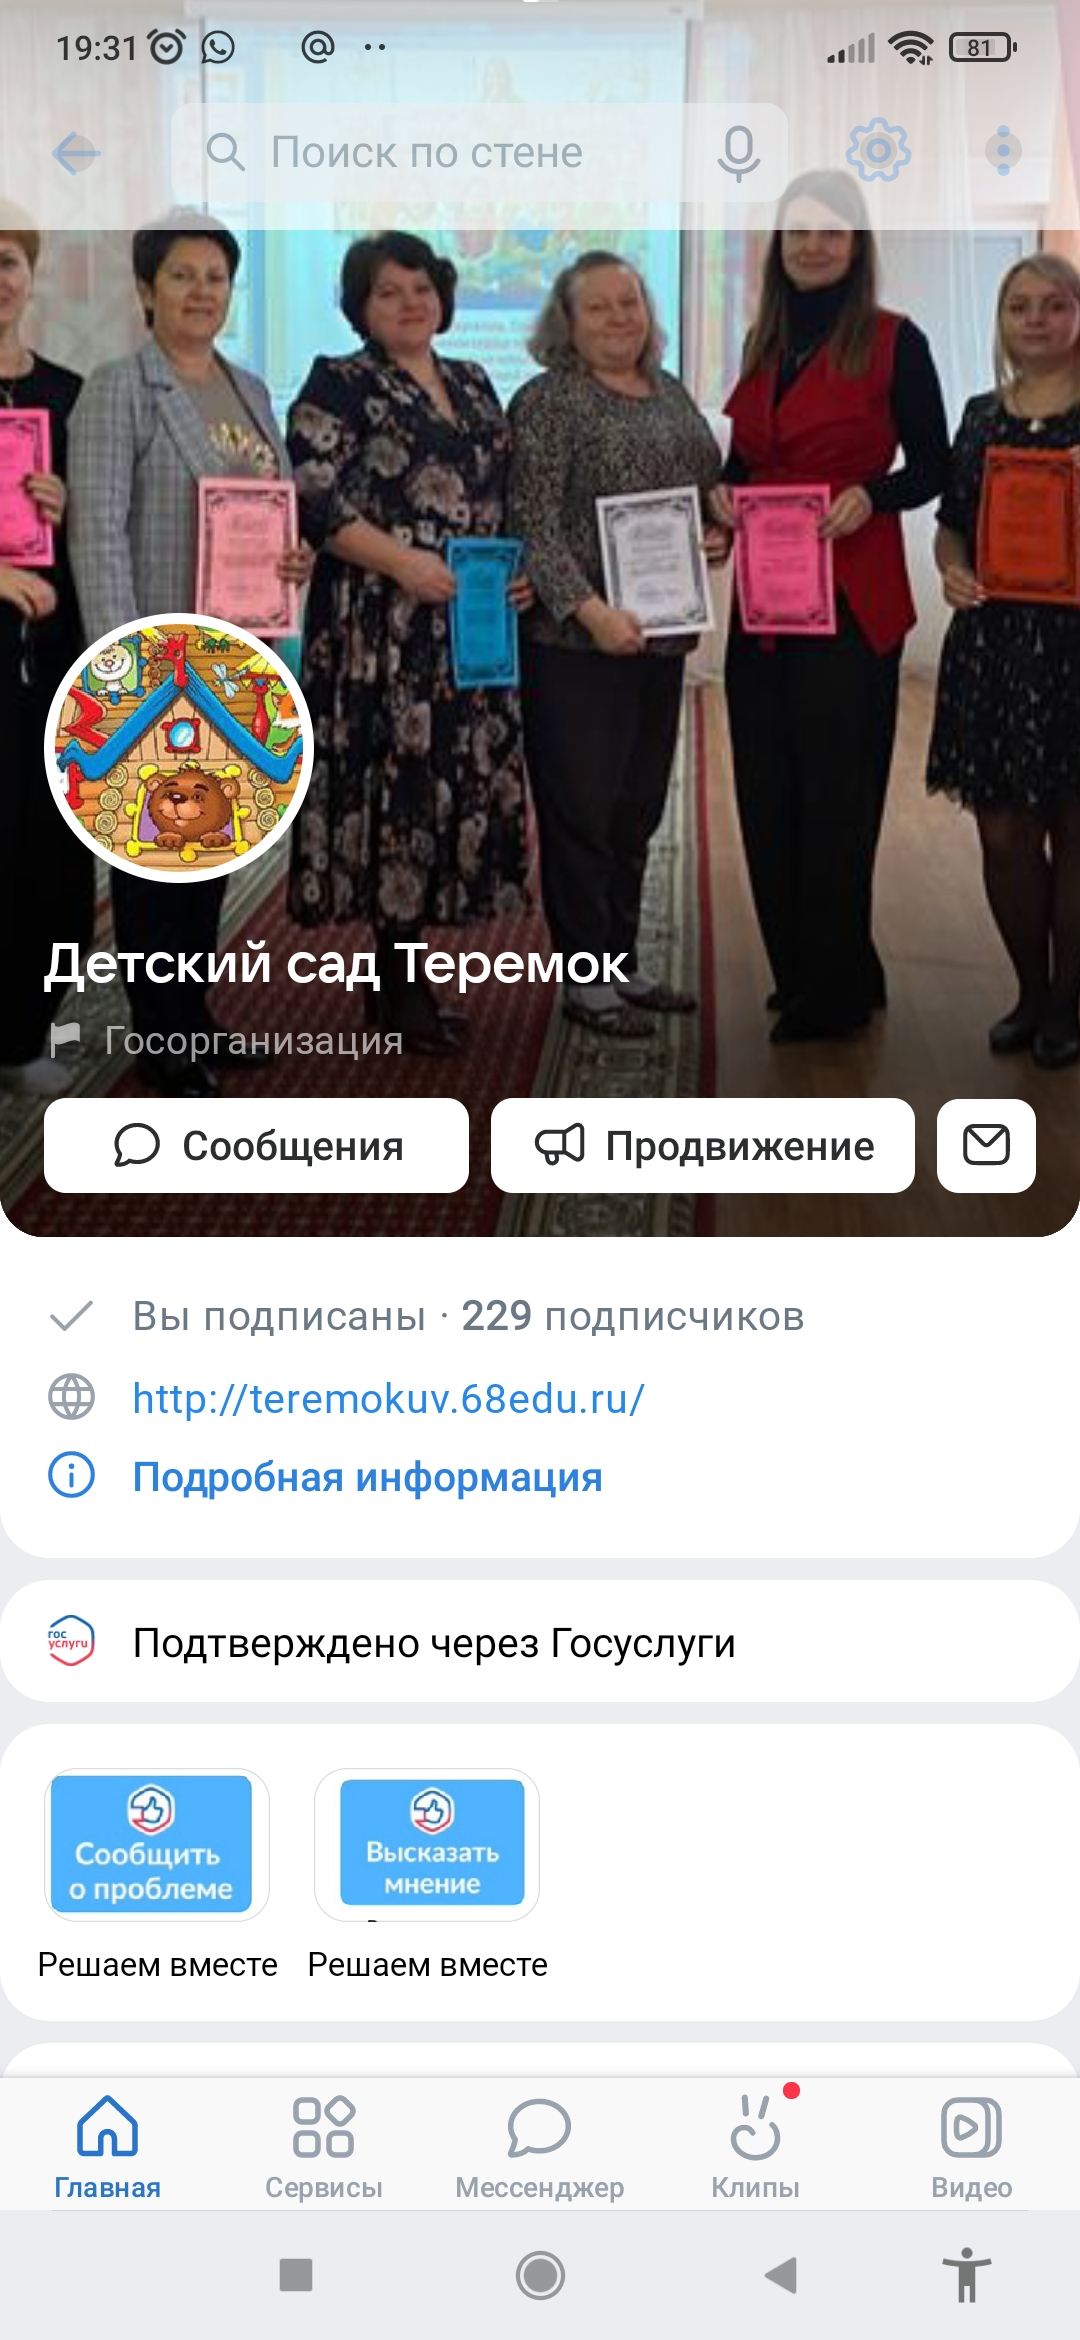 19:31
81
Поиск по стене
Детский сад Теремок
Госорганизация
Сообщения
Продвижение
Вы подписаны · 229 подписчиков
http://teremokuv.68edu.ru/
Подробная информация
гос
услуги
Подтверждено через Госуслуги
Сообщить
о проблеме
Высказать
мнение
Решаем вместе
Решаем вместе
Главная
Сервисы
Мессенджер
Клипы
Видео